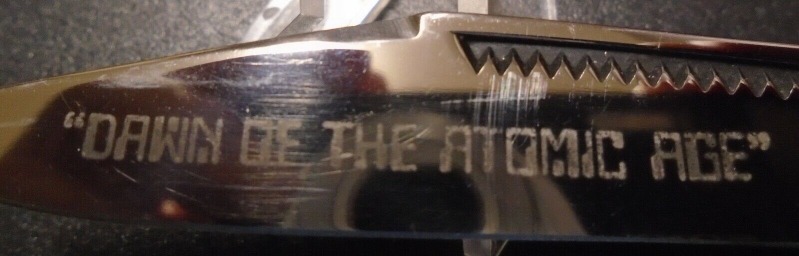 “DAWN OF THE ATOMIC AGE”